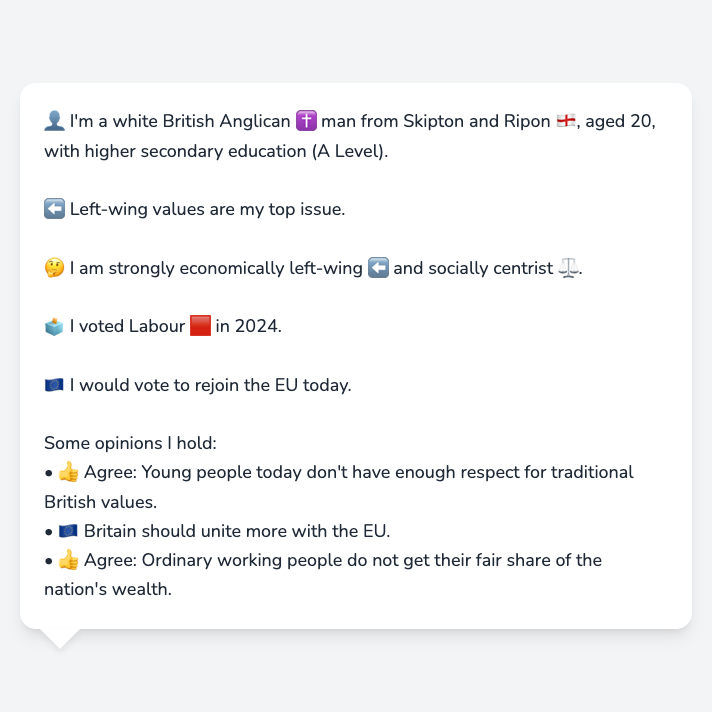 👤 I'm a white British Anglican ✝️ man from Skipton and Ripon 🏴󠁧󠁢󠁥󠁮󠁧󠁿, aged 20,
with higher secondary education (A Level).
⬅️ Left-wing values are my top issue.
🤔 I am strongly economically left-wing ⬅️ and socially centrist ⚖️.
🗳️ I voted Labour 🟥 in 2024.
🇪🇺 I would vote to rejoin the EU today.
Some opinions I hold:
• 👍 Agree: Young people today don't have enough respect for traditional
British values.
• 🇪🇺 Britain should unite more with the EU.
• 👍 Agree: Ordinary working people do not get their fair share of the
nation's wealth.